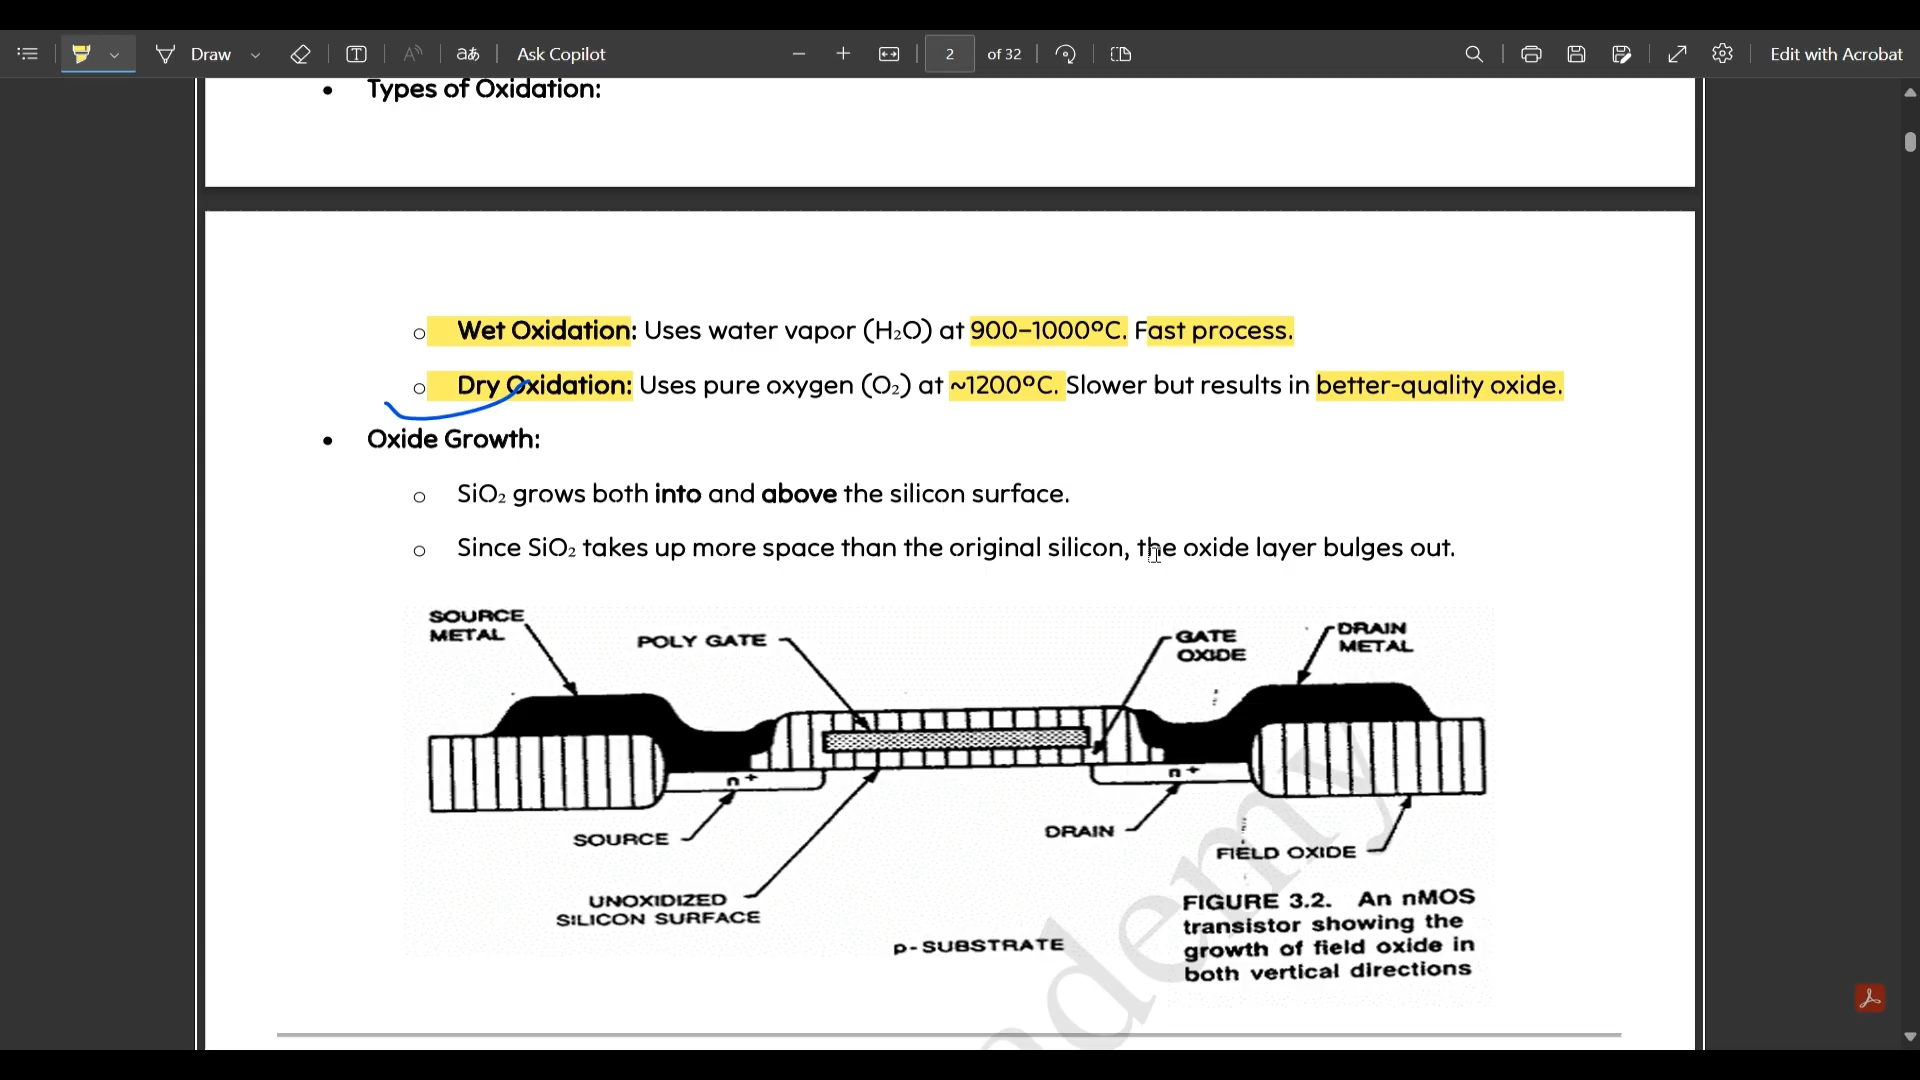 Draw
Ask Copilot
2 of 32
Edit with Acrobat
• Types of Oxidation:
o Wet Oxidation: Uses water vapor (H₂O) at 900–1000°C. Fast process.
o Dry Oxidation: Uses pure oxygen (O₂) at ~1200°C. Slower but results in better-quality oxide.
• Oxide Growth:
o SiO₂ grows both into and above the silicon surface.
o Since SiO₂ takes up more space than the original silicon, the oxide layer bulges out.
SOURCE
METAL
POLY GATE
GATE
OXIDE
DRAIN
METAL
n+
n+
SOURCE
DRAIN
FIELD OXIDE
UNOXIDIZED
SILICON SURFACE
p-SUBSTRATE
FIGURE 3.2. An nMOS
transistor showing the
growth of field oxide in
both vertical directions